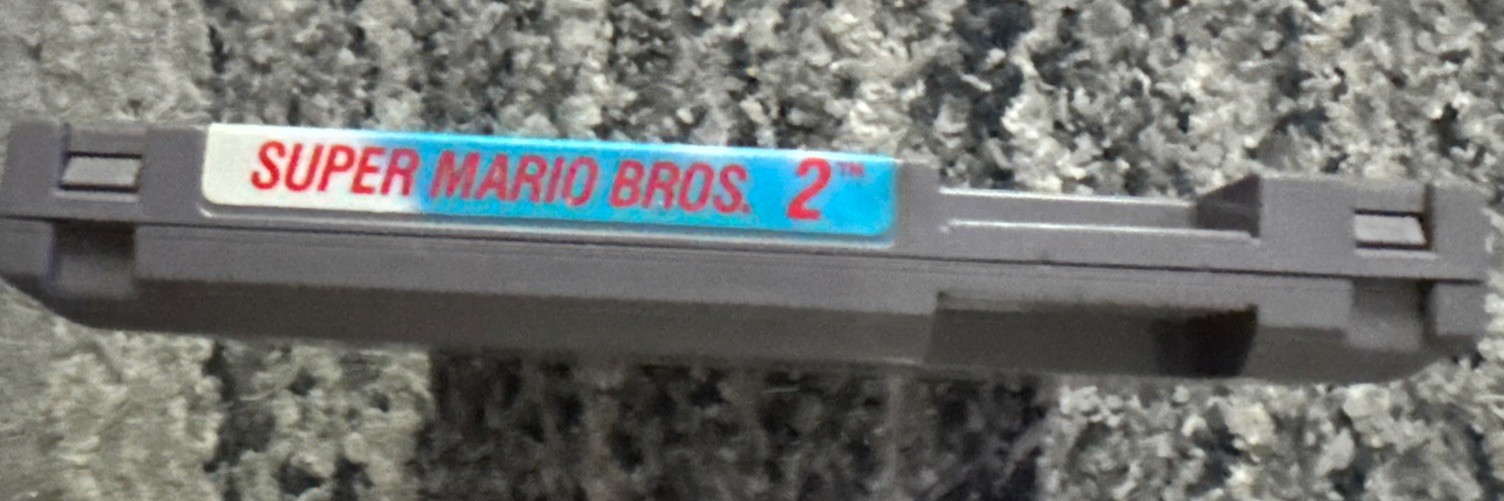 SUPER MARIO BROS. 2™